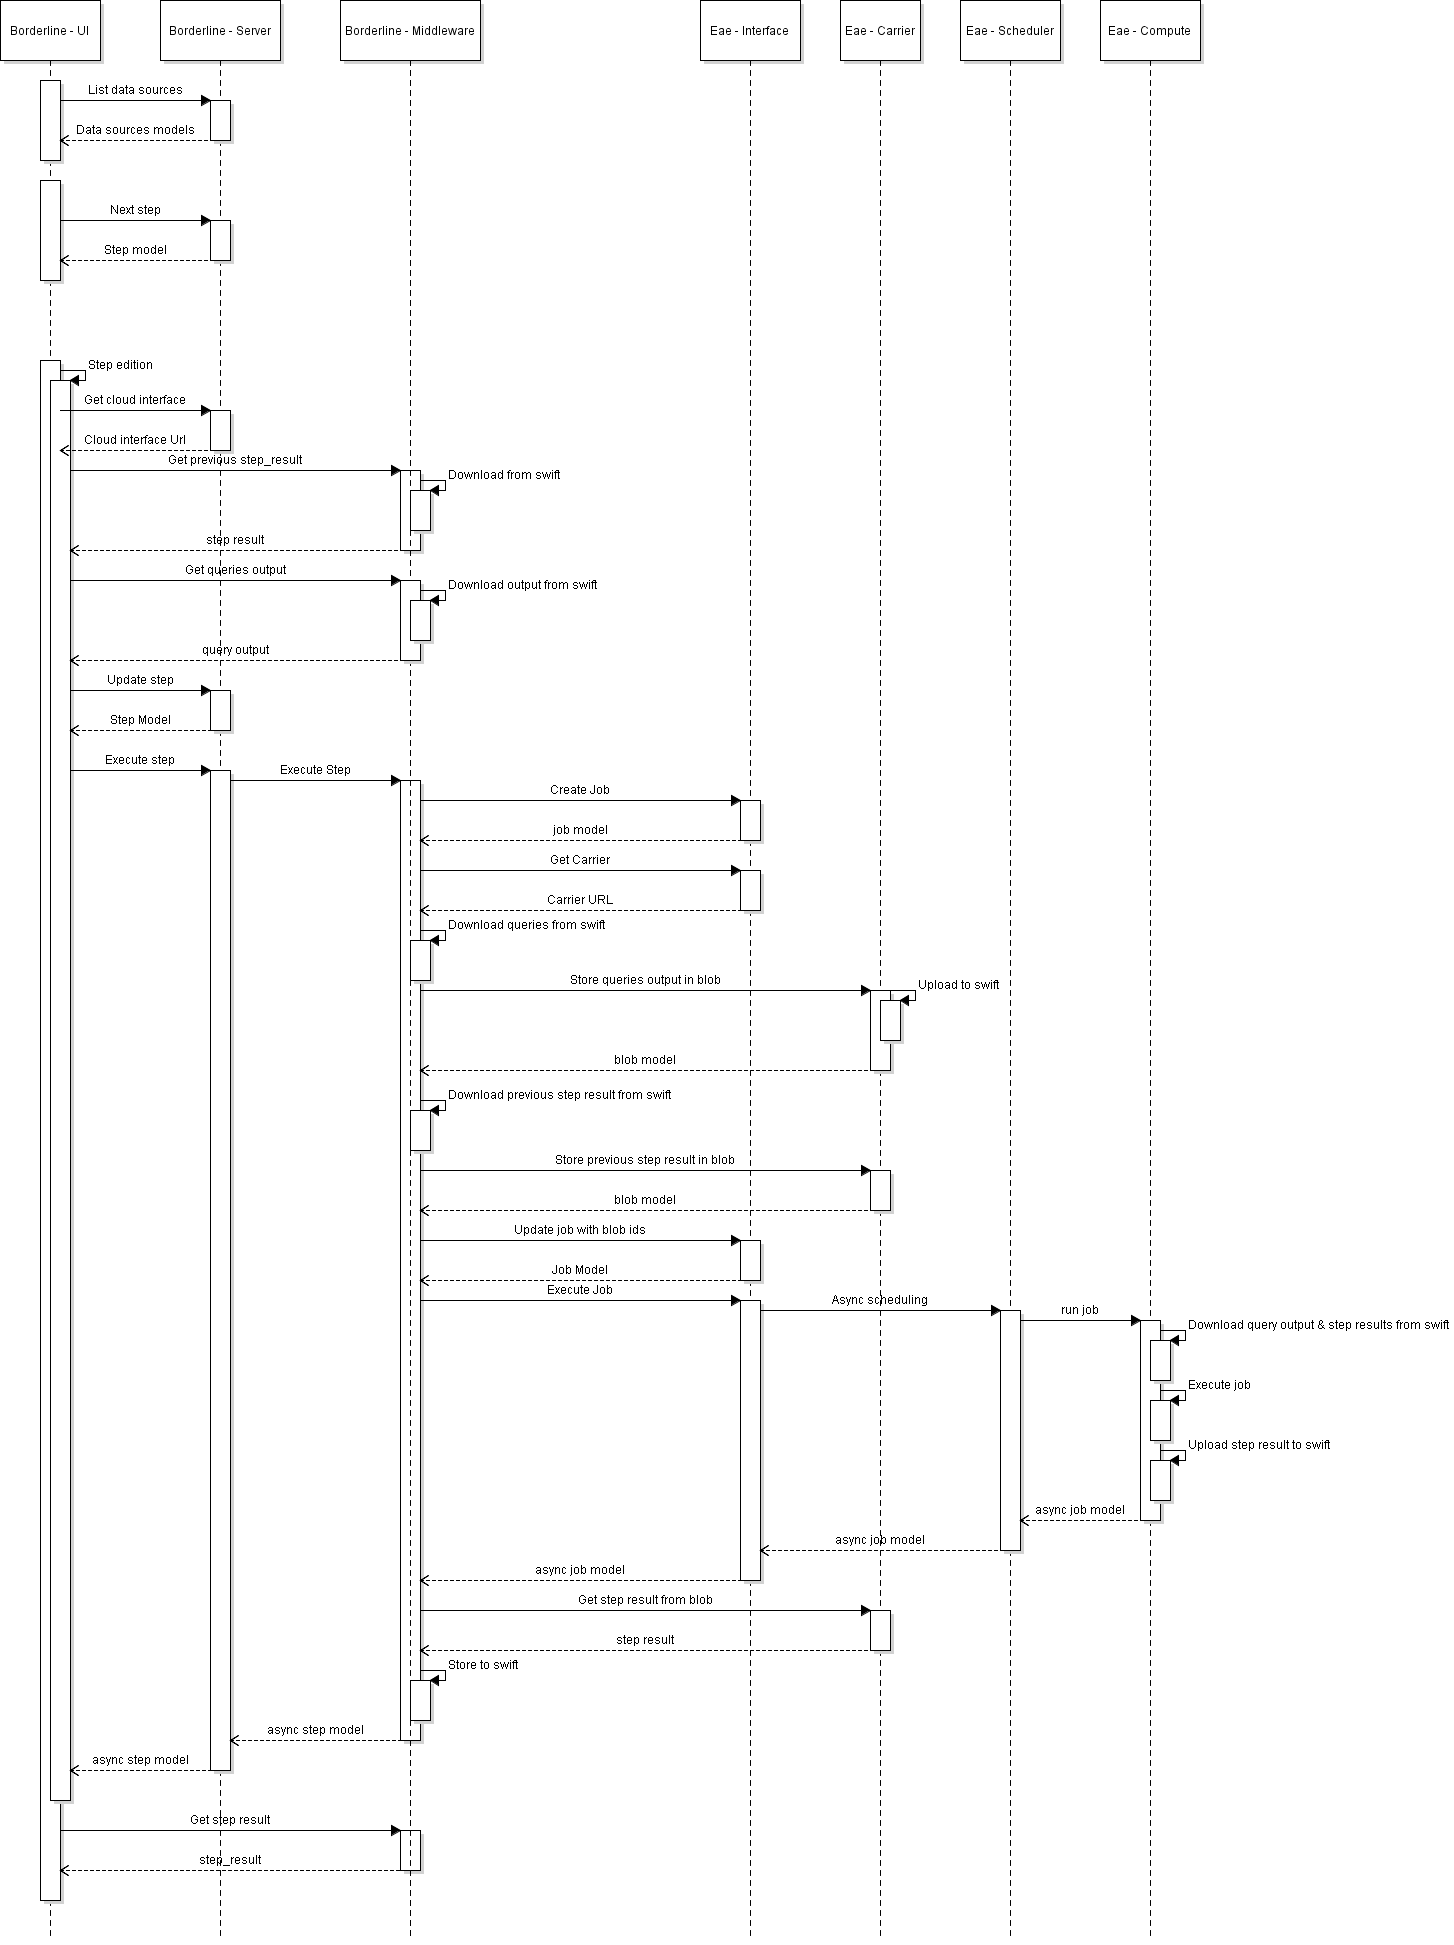 Borderline - UI
Borderline - Server
Borderline - Middleware
Eae - Interface
Eae - Carrier
Eae - Scheduler
Eae - Compute
List data sources
Data sources models
Next step
Step model
Step edition
Get cloud interface
Cloud interface Url
Get previous step_result
Download from swift
step result
Get queries output
Download output from swift
query output
Update step
Step Model
Execute step
Execute Step
Create Job
job model
Get Carrier
Carrier URL
Download queries from swift
Store queries output in blob
Upload to swift
blob model
Download previous step result from swift
Store previous step result in blob
blob model
Update job with blob ids
Job Model
Execute Job
Async scheduling
run job
Download query output & step results from swift
Execute job
Upload step result to swift
async job model
async job model
async job model
Get step result from blob
step result
Store to swift
async step model
async step model
Get step result
step_result